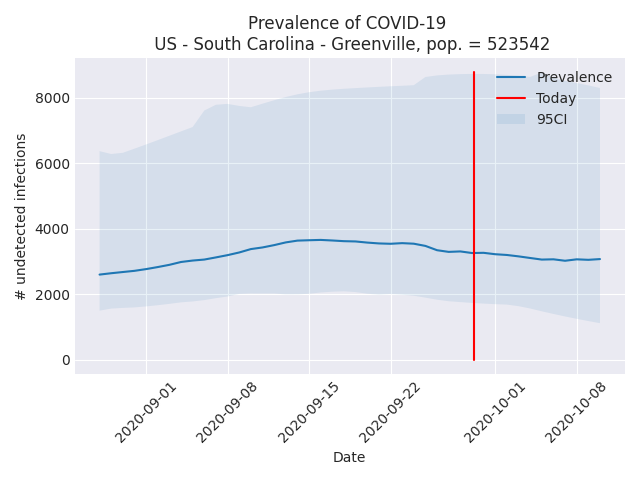 Prevalence of COVID-19
US - South Carolina - Greenville, pop. = 523542
Prevalence
Today
95CI
8000
6000
4000
2000
0
# undetected infections
2020-09-01
2020-09-08
2020-09-15
2020-09-22
2020-10-01
2020-10-08
Date